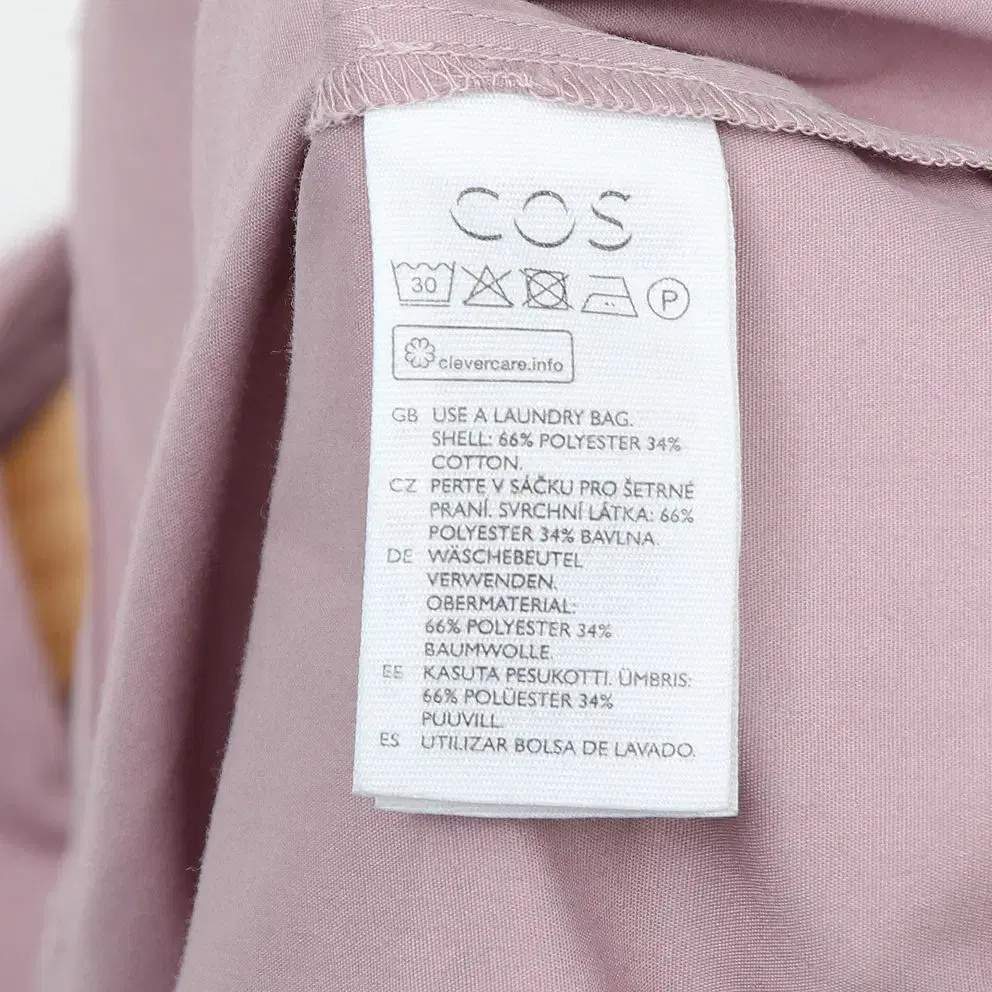 COS
30 P
clevercare.info
GB USE A LAUNDRY BAG.
SHELL: 66% POLYESTER 34%
COTTON.
CZ PERTE V SÁČKU PRO ŠETRNÉ
PRANÍ. SVRCHNÍ LÁTKA: 66%
POLYESTER 34% BAVLNA.
DE WÄSCHEBEUTEL
VERWENDEN.
OBERMATERIAL:
66% POLYESTER 34%
BAUMWOLLE.
EE KASUTA PESUKOTTI. ÜMBRIS:
66% POLÜESTER 34%
PUUVILL.
ES UTILIZAR BOLSA DE LAVADO.